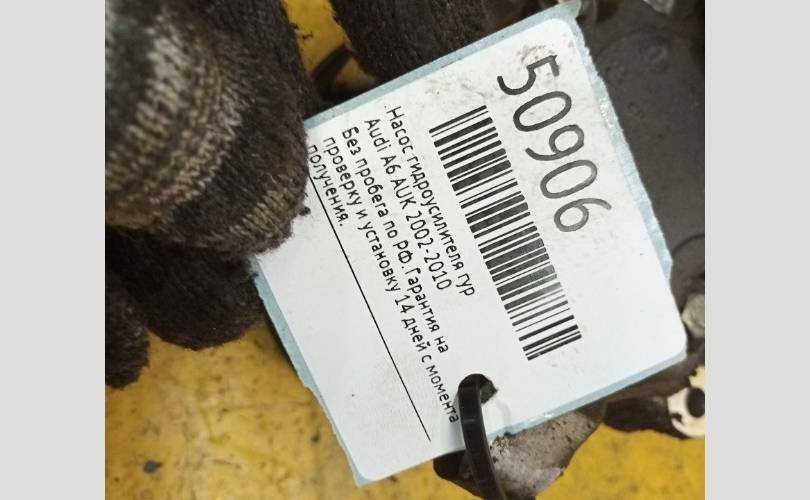 50906
Насос гидроусилителя гур
Audi A6 AUK 2002-2010
Без пробега по РФ. Гарантия на
проверку и установку 14 дней с момента
получения.